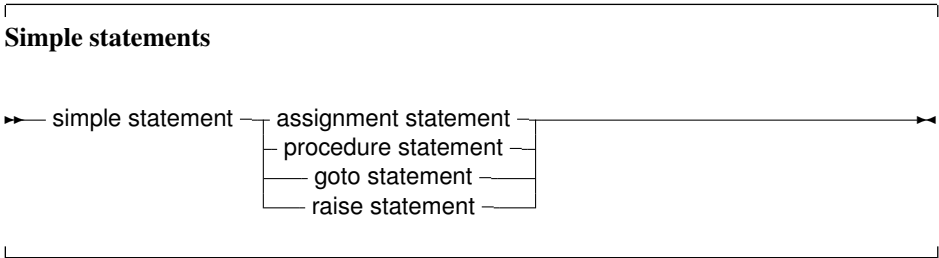 Simple statements
simple statement assignment statement
procedure statement
goto statement
raise statement